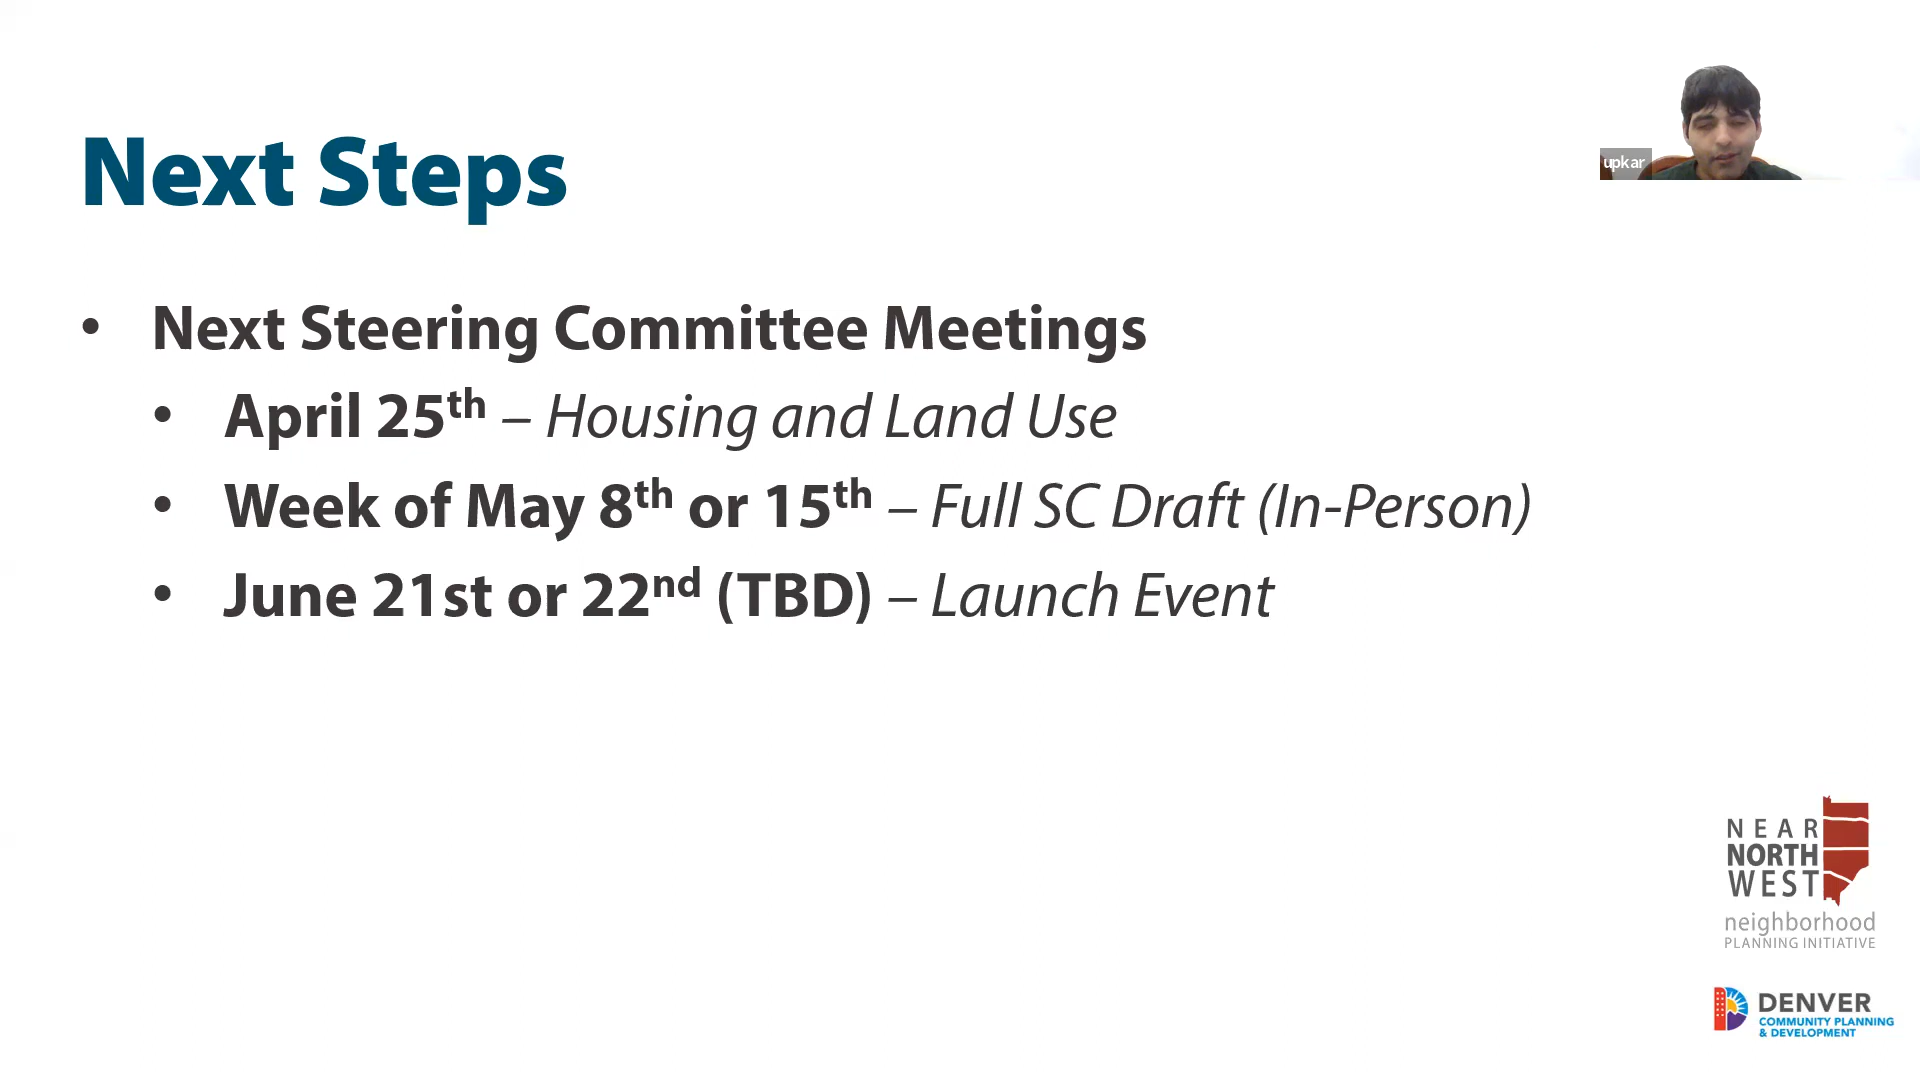 upkar
Next Steps
• Next Steering Committee Meetings
• April 25th – Housing and Land Use
• Week of May 8th or 15th – Full SC Draft (In-Person)
• June 21st or 22nd (TBD) – Launch Event
NEAR
NORTH
WEST
neighborhood
PLANNING INITIATIVE
DENVER
COMMUNITY PLANNING
& DEVELOPMENT